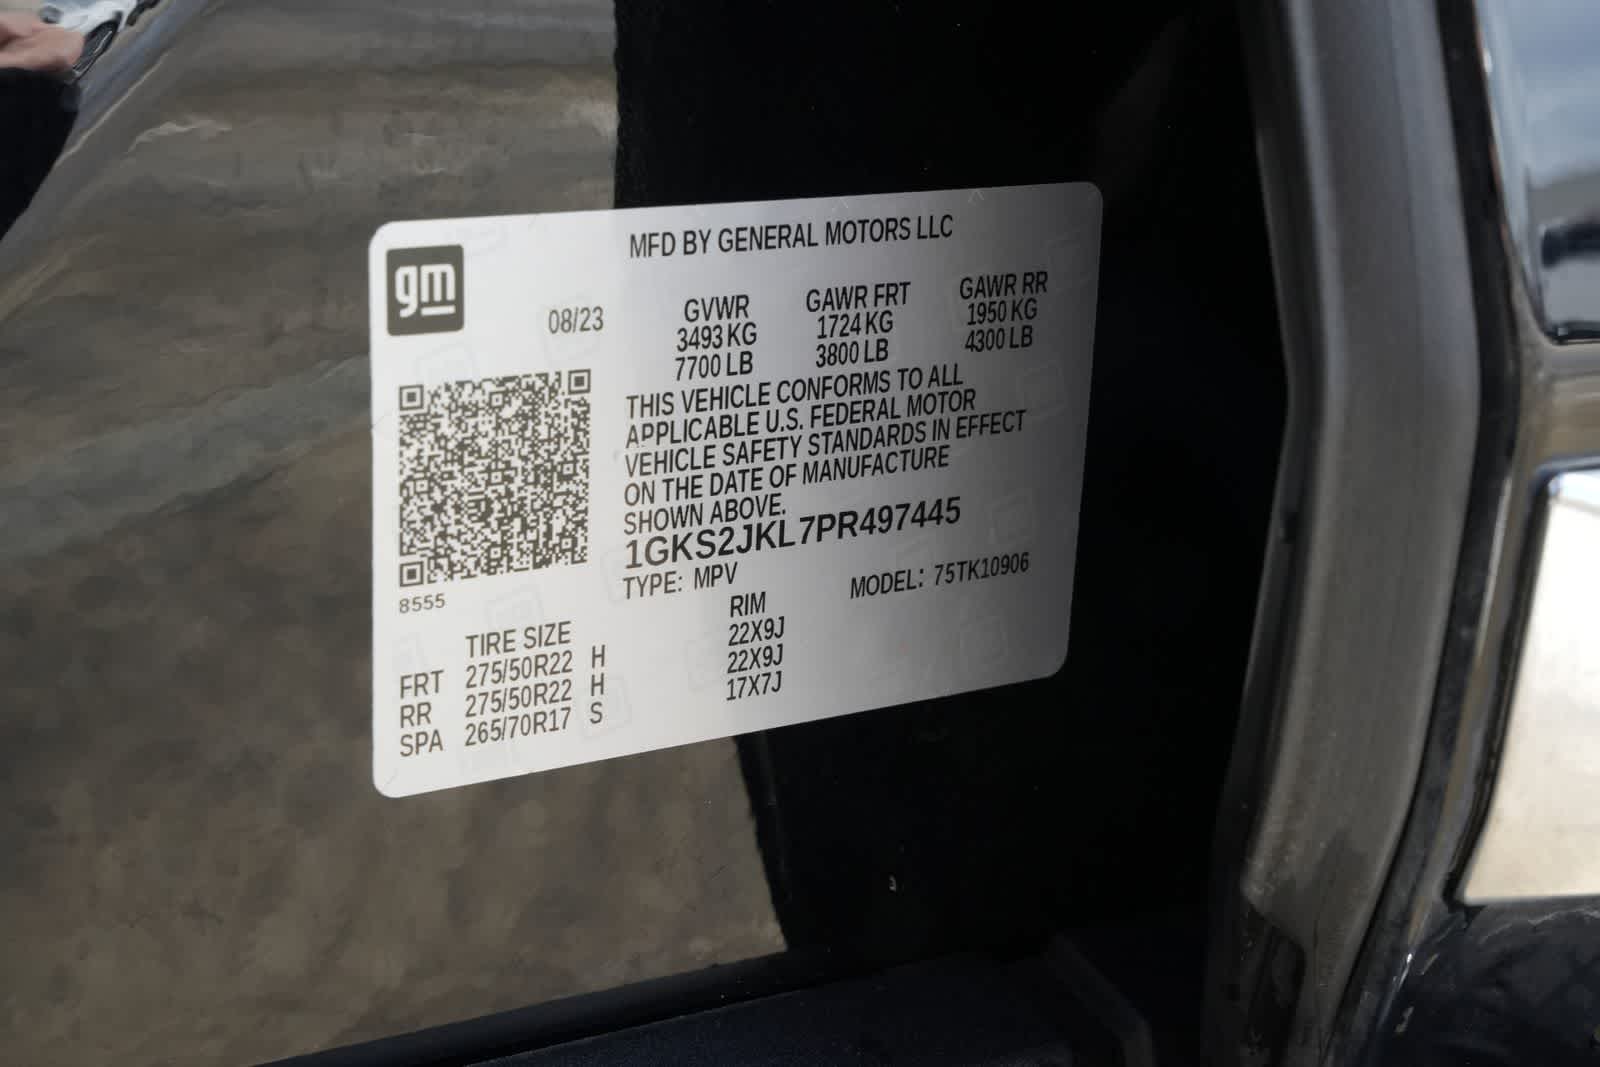 gm
MFD BY GENERAL MOTORS LLC
08/23
GVWR GAWR FRT GAWR RR
3493 KG 1724 KG 1950 KG
7700 LB 3800 LB 4300 LB
THIS VEHICLE CONFORMS TO ALL
APPLICABLE U.S. FEDERAL MOTOR
VEHICLE SAFETY STANDARDS IN EFFECT
ON THE DATE OF MANUFACTURE
SHOWN ABOVE.
1GKS2JKL7PR497445
TYPE: MPV MODEL: 75TK10906
8555
TIRE SIZE RIM
FRT 275/50R22 H 22X9J
RR 275/50R22 H 22X9J
SPA 265/70R17 S 17X7J